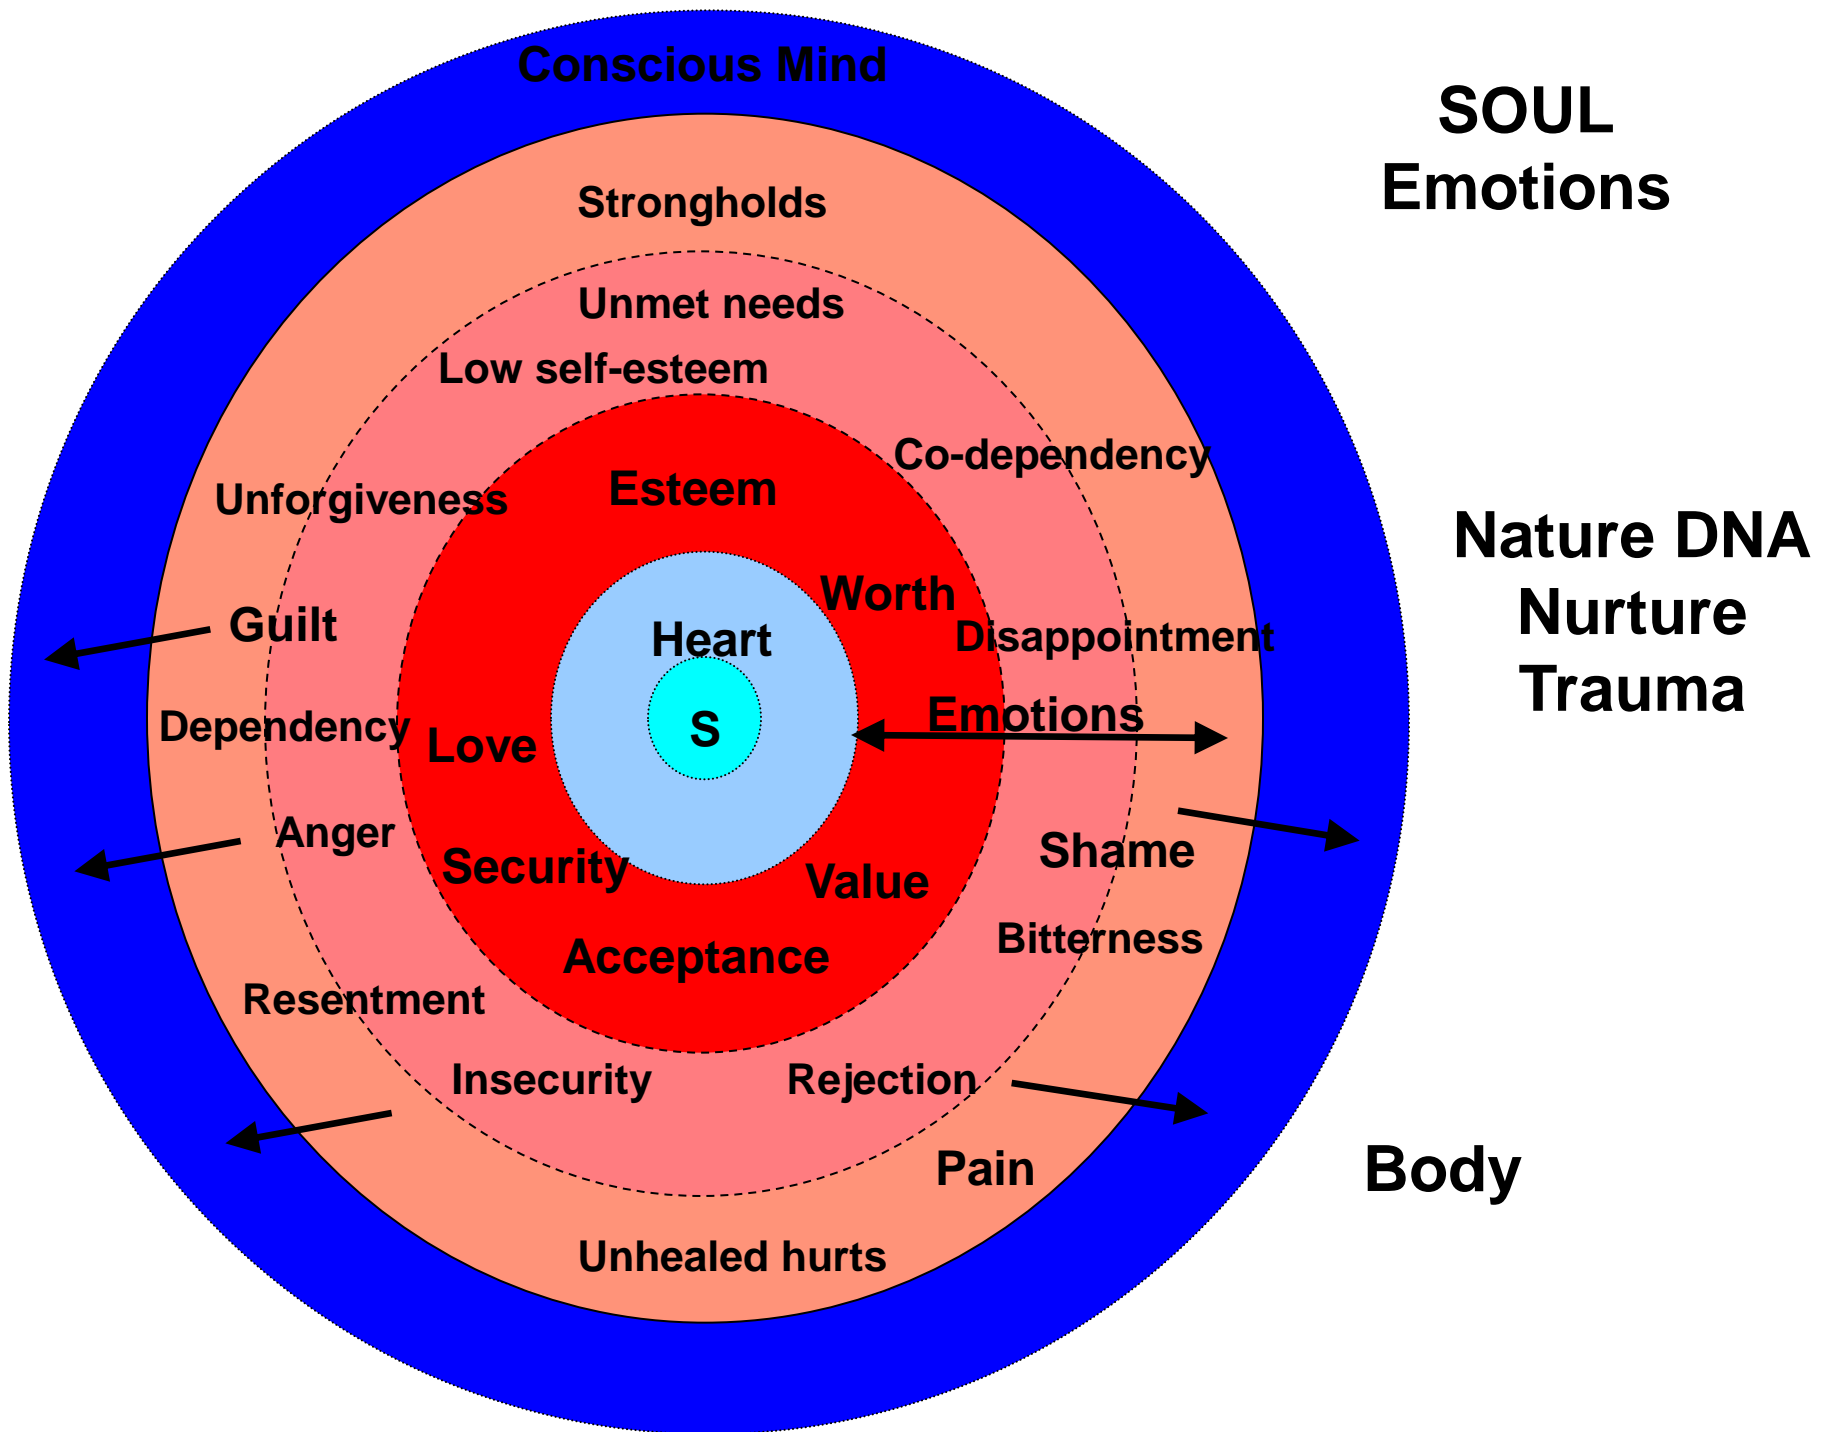 Conscious Mind
SOUL
Emotions
Strongholds
Unmet needs
Low self-esteem
Co-dependency
Esteem
Unforgiveness
Nature DNA
Nurture
Trauma
Worth
Guilt
Heart
Disappointment
Emotions
Dependency
Love
S
Anger
Shame
Security
Value
Bitterness
Acceptance
Resentment
Insecurity
Rejection
Pain
Body
Unhealed hurts